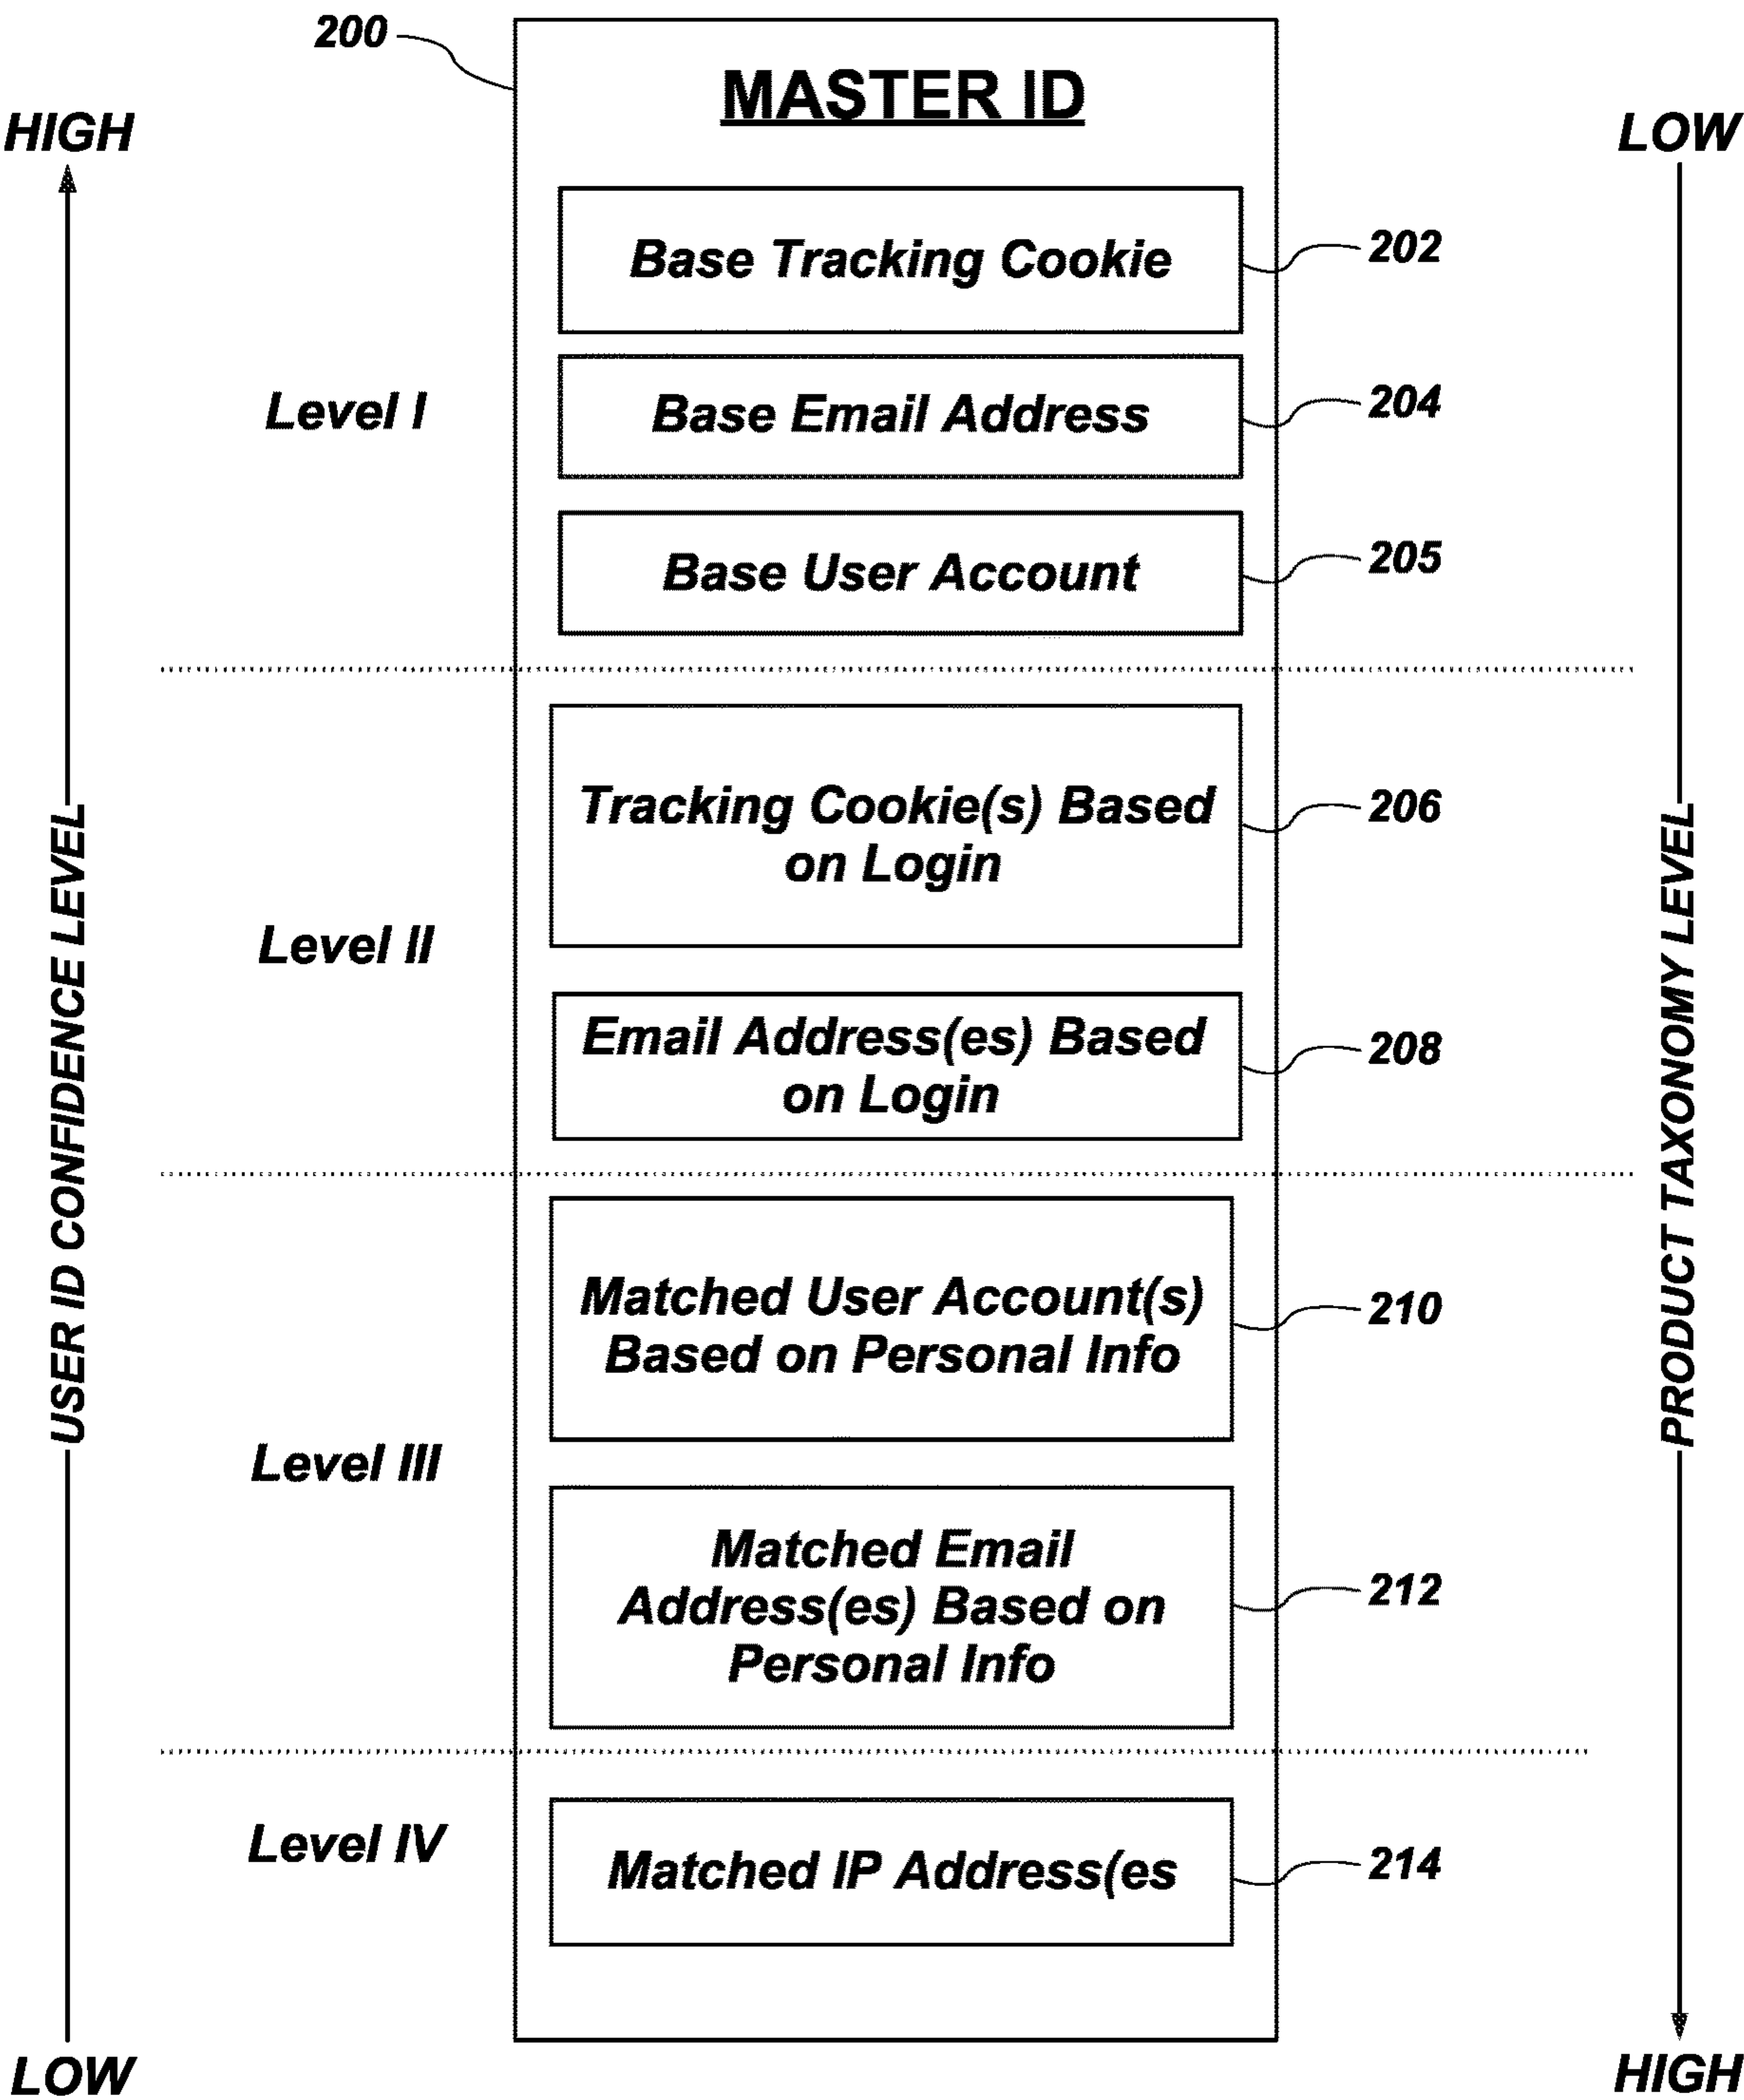 200
MASTER ID
HIGH
LOW
Base Tracking Cookie
202
Level I
Base Email Address
204
Base User Account
205
USER ID CONFIDENCE LEVEL
PRODUCT TAXONOMY LEVEL
Tracking Cookie(s) Based
on Login
206
Level II
Email Address(es) Based
on Login
208
Matched User Account(s)
Based on Personal Info
210
Level III
Matched Email
Address(es) Based on
Personal Info
212
Level IV
Matched IP Address(es
214
LOW
HIGH